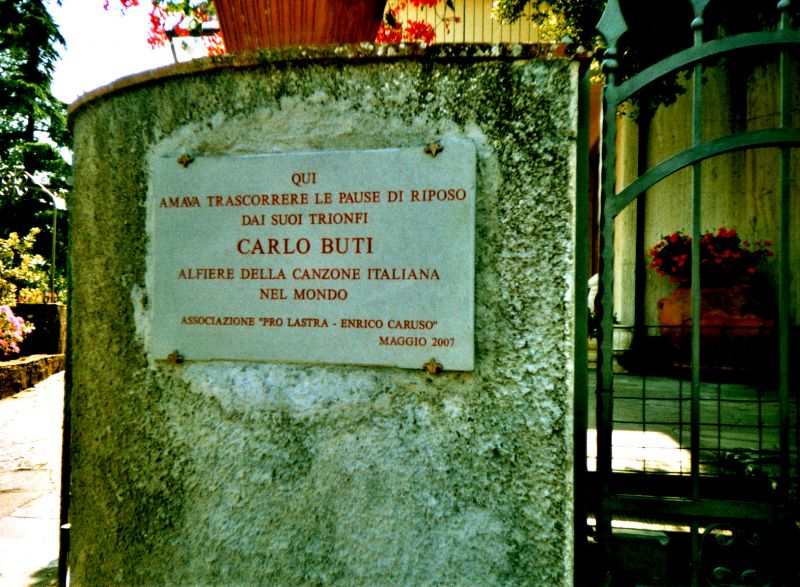 QUI
AMAVA TRASCORRERE LE PAUSE DI RIPOSO
DAI SUOI TRIONFI
CARLO BUTI
ALFIERE DELLA CANZONE ITALIANA
NEL MONDO
ASSOCIAZIONE "PRO LASTRA - ENRICO CARUSO"
MAGGIO 2007